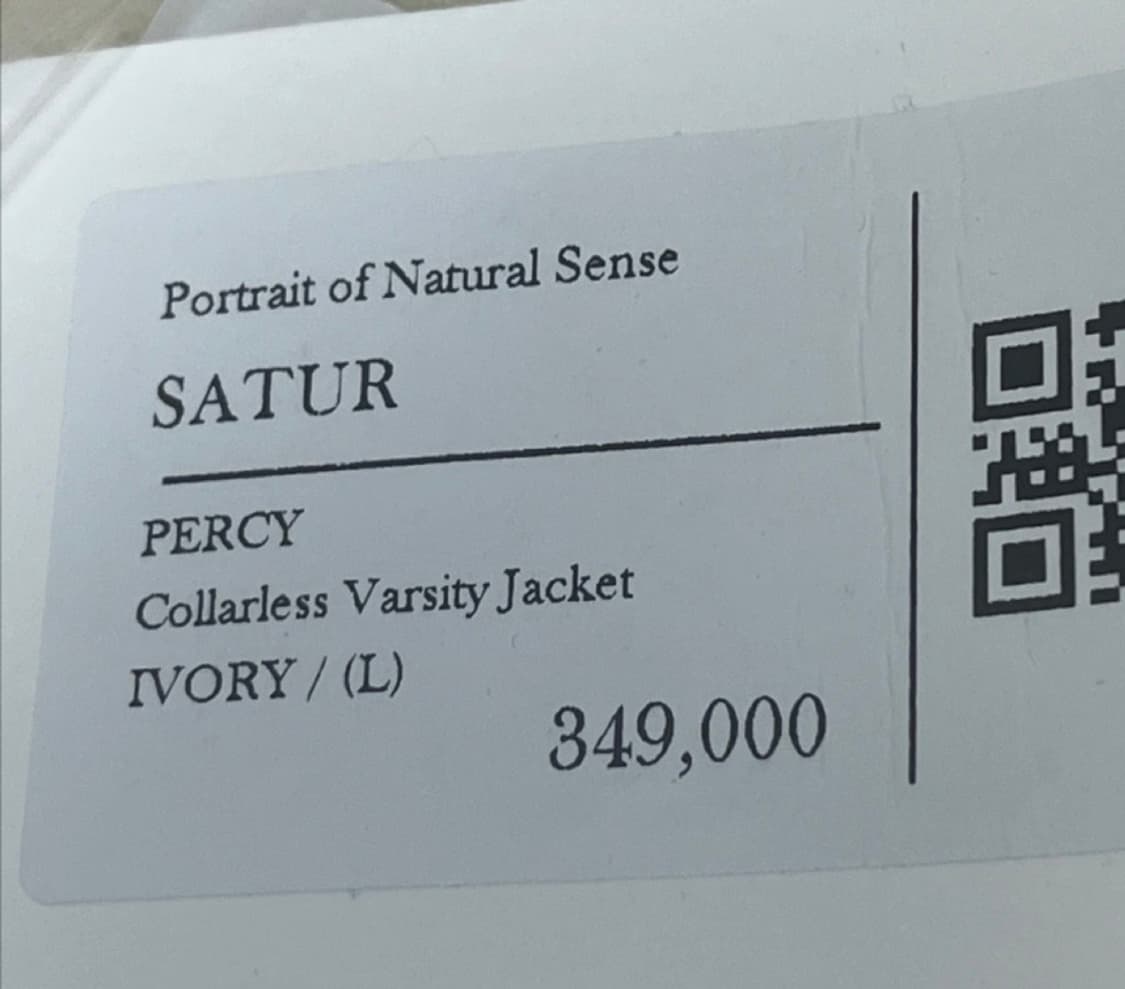 Portrait of Natural Sense
SATUR
PERCY
Collarless Varsity Jacket
IVORY / (L)
349,000